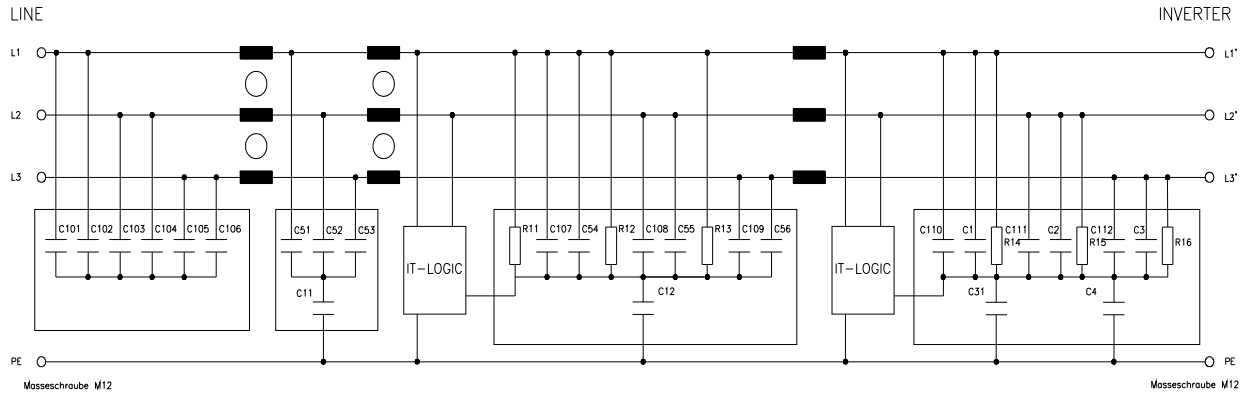 LINE INVERTER
L1 L1'
L2 L2'
L3 L3'
C101 C102 C103 C104 C105 C106 C51 C52 C53 R11 C107 C54 R12 C108 C55 R13 C109 C56 C110 C1 R14 C111 C2 R15 C112 C3 R16
IT-LOGIC IT-LOGIC
C11 C12 C31 C4
PE PE
Masseschraube M12 Masseschraube M12